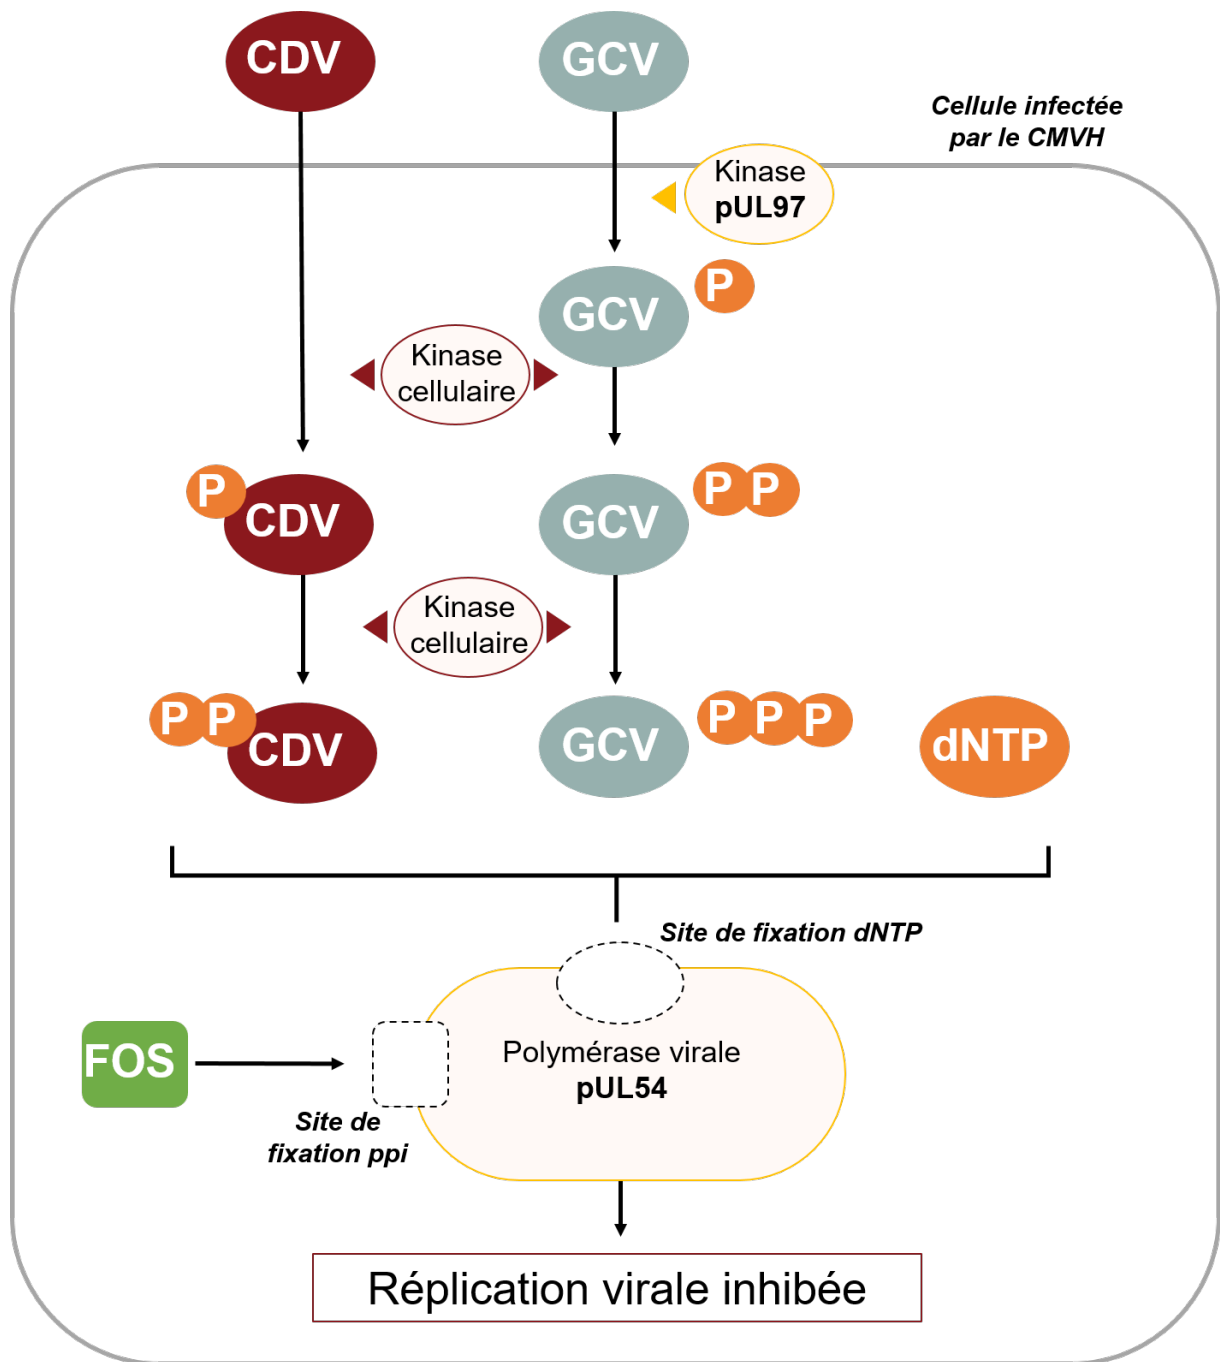 CDV
GCV
Cellule infectée
par le CMVH
Kinase
pUL97
P
GCV
Kinase
cellulaire
P
CDV
GCV
P P
Kinase
cellulaire
P P
CDV
GCV
P P P
dNTP
Site de fixation dNTP
FOS
Polymérase virale
pUL54
Site de
fixation ppi
Réplication virale inhibée